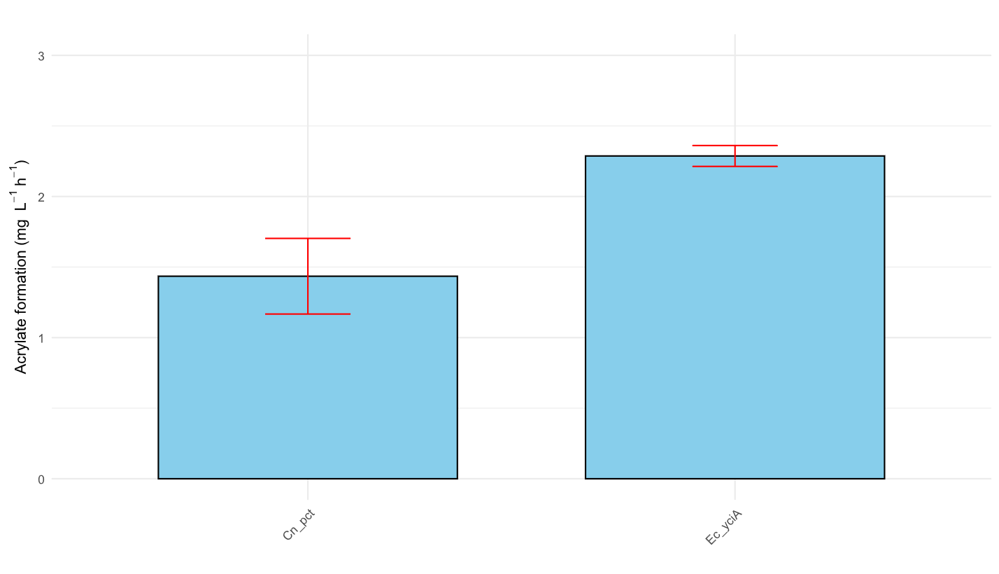 Acrylate formation (mg L⁻¹ h⁻¹)
3
2
1
0
Cn_pct
Ec_yciA